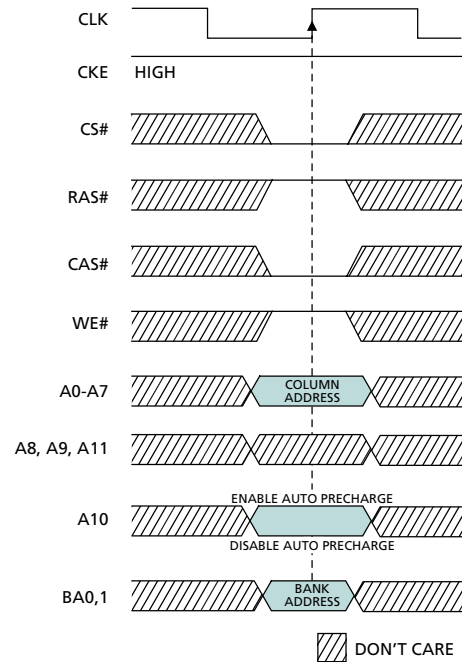 CLK
CKE HIGH
CS#
RAS#
CAS#
WE#
A0-A7 COLUMN
ADDRESS
A8, A9, A11
ENABLE AUTO PRECHARGE
A10
DISABLE AUTO PRECHARGE
BA0,1 BANK
ADDRESS
DON'T CARE